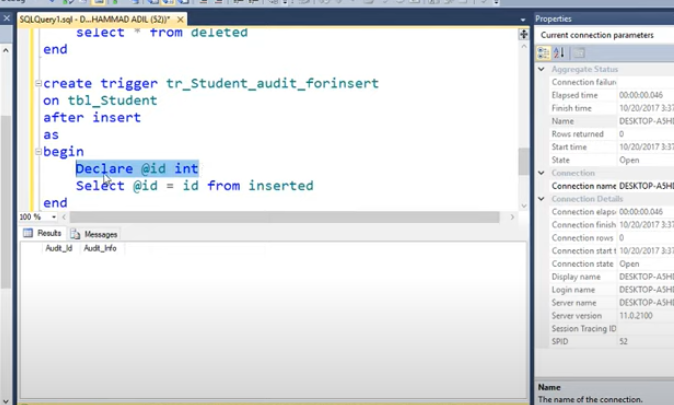 SQLQuery1.sql - D...HAMMAD ADIL (52))*
select * from deleted
end
create trigger tr_Student_audit_forinsert
on tbl_Student
after insert
as
begin
Declare @id int
Select @id = id from inserted
end
100 %
Results
Messages
Audit_Id Audit_Info
Properties
Current connection parameters
Aggregate Status
Connection failur
Elapsed time 00:00:00.046
Finish time 10/20/2017 3:37
Name DESKTOP-A5HI
Rows returned 0
Start time 10/20/2017 3:37
State Open
Connection
Connection name DESKTOP-A5HI
Connection Details
Connection elaps 00:00:00.046
Connection finish 10/20/2017 3:37
Connection rows 0
Connection start t 10/20/2017 3:37
Connection state Open
Display name DESKTOP-A5HI
Login name DESKTOP-A5HI
Server name DESKTOP-A5HI
Server version 11.0.2100
Session Tracing ID
SPID 52
Name
The name of the connection.